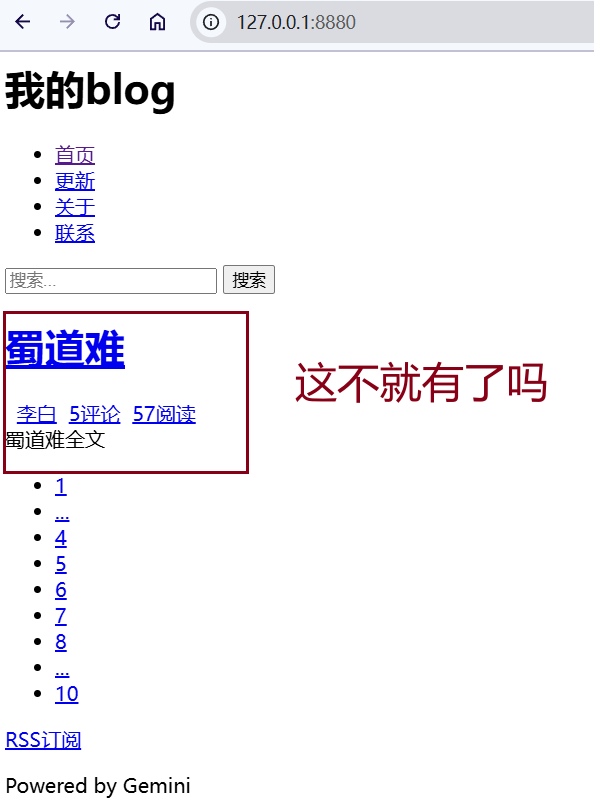 127.0.0.1:8880
我的blog
首页
更新
关于
联系
搜索... 搜索
蜀道难
这不就有了吗
李白 5评论 57阅读
蜀道难全文
1
...
4
5
6
7
8
...
10
RSS订阅
Powered by Gemini